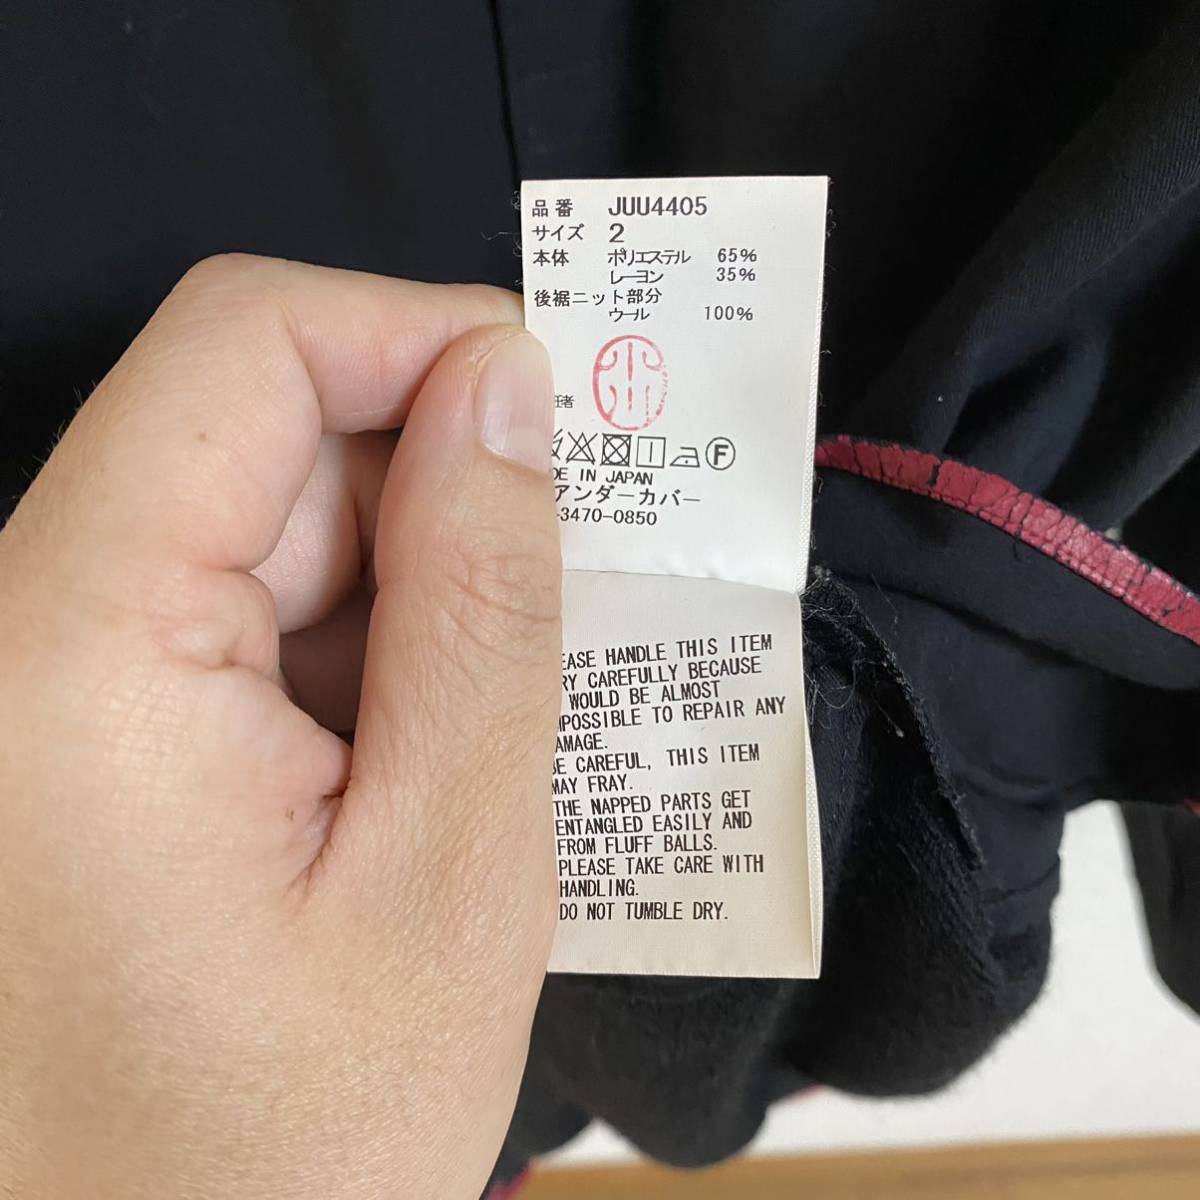 品番 JUU4405
サイズ 2
本体 ポリエステル 65%
レーヨン 35%
後裾ニット部分
ウール 100%
任者
F
DE IN JAPAN
アンダーカバー
-3470-0850
EASE HANDLE THIS ITEM
RY CAREFULLY BECAUSE
WOULD BE ALMOST
MPOSSIBLE TO REPAIR ANY
AMAGE.
BE CAREFUL, THIS ITEM
MAY FRAY.
THE NAPPED PARTS GET
ENTANGLED EASILY AND
FROM FLUFF BALLS.
PLEASE TAKE CARE WITH
HANDLING.
DO NOT TUMBLE DRY.